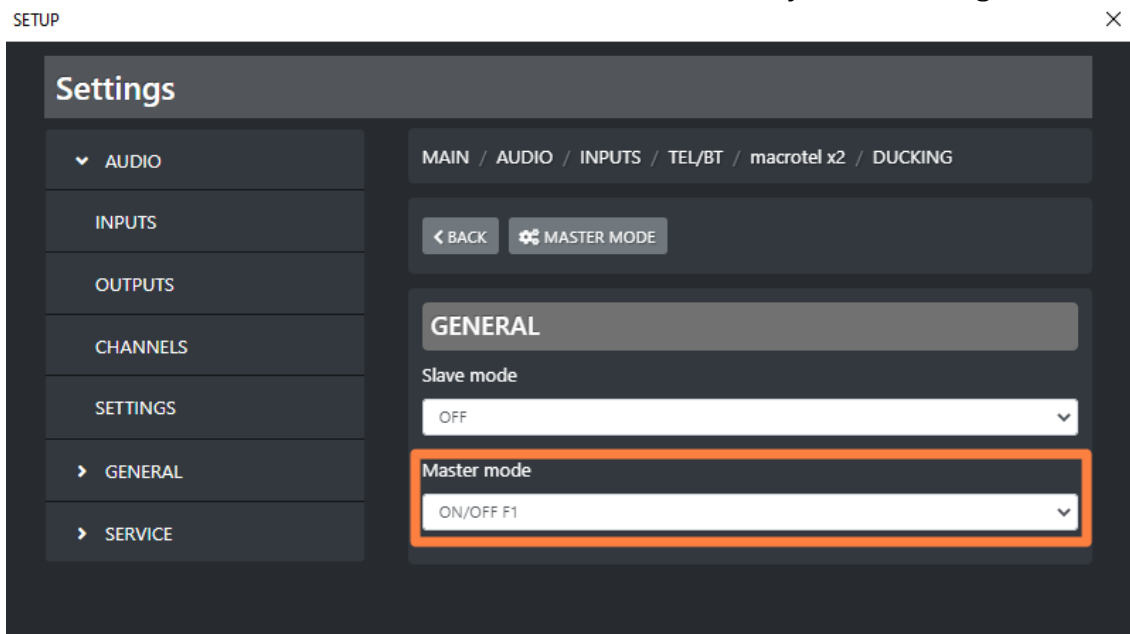 SETUP
Settings
AUDIO
INPUTS
OUTPUTS
CHANNELS
SETTINGS
GENERAL
SERVICE
MAIN / AUDIO / INPUTS / TEL/BT / macrotel x2 / DUCKING
BACK
MASTER MODE
GENERAL
Slave mode
OFF
Master mode
ON/OFF F1